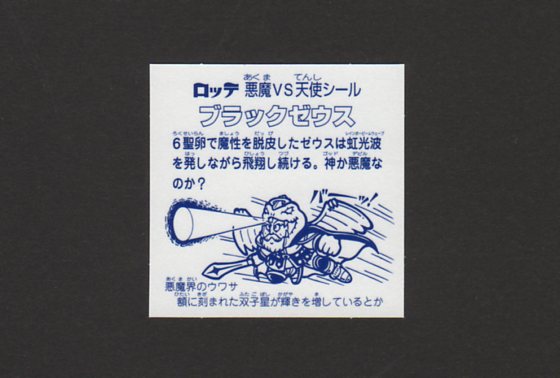 ロッテ 悪魔VS天使シール
ブラックゼウス
6聖卵で魔性を脱皮したゼウスは虹光波
を発しながら飛翔し続ける。神か悪魔な
のか?
バーッ!
悪魔界のウワサ
額に刻まれた双子星が輝きを増しているとか